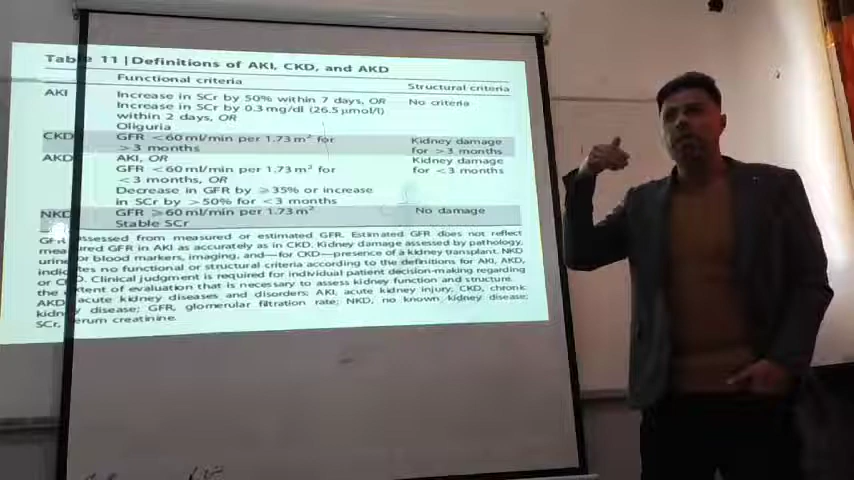 Table 11 | Definitions of AKI, CKD, and AKD
Functional criteria Structural criteria
AKI Increase in SCr by 50% within 7 days, OR No criteria
Increase in SCr by 0.3 mg/dl (26.5 μmol/l)
within 2 days, OR
Oliguria
CKD GFR <60 ml/min per 1.73 m² for Kidney damage
>3 months for >3 months
AKD AKI, OR Kidney damage
GFR <60 ml/min per 1.73 m² for for <3 months
<3 months, OR
Decrease in GFR by ≥35% or increase
in SCr by >50% for <3 months
NKD GFR ≥60 ml/min per 1.73 m² No damage
Stable SCr
GFR assessed from measured or estimated GFR. Estimated GFR does not reflect
measured GFR in AKI as accurately as in CKD. Kidney damage assessed by pathology,
urine or blood markers, imaging, and—for CKD—presence of a kidney transplant. NKD
indicates no functional or structural criteria according to the definitions for AKI, AKD,
or CKD. Clinical judgment is required for individual patient decision-making regarding
the extent of evaluation that is necessary to assess kidney function and structure.
AKD, acute kidney diseases and disorders; AKI, acute kidney injury; CKD, chronic
kidney disease; GFR, glomerular filtration rate; NKD, no known kidney disease;
SCr, serum creatinine.